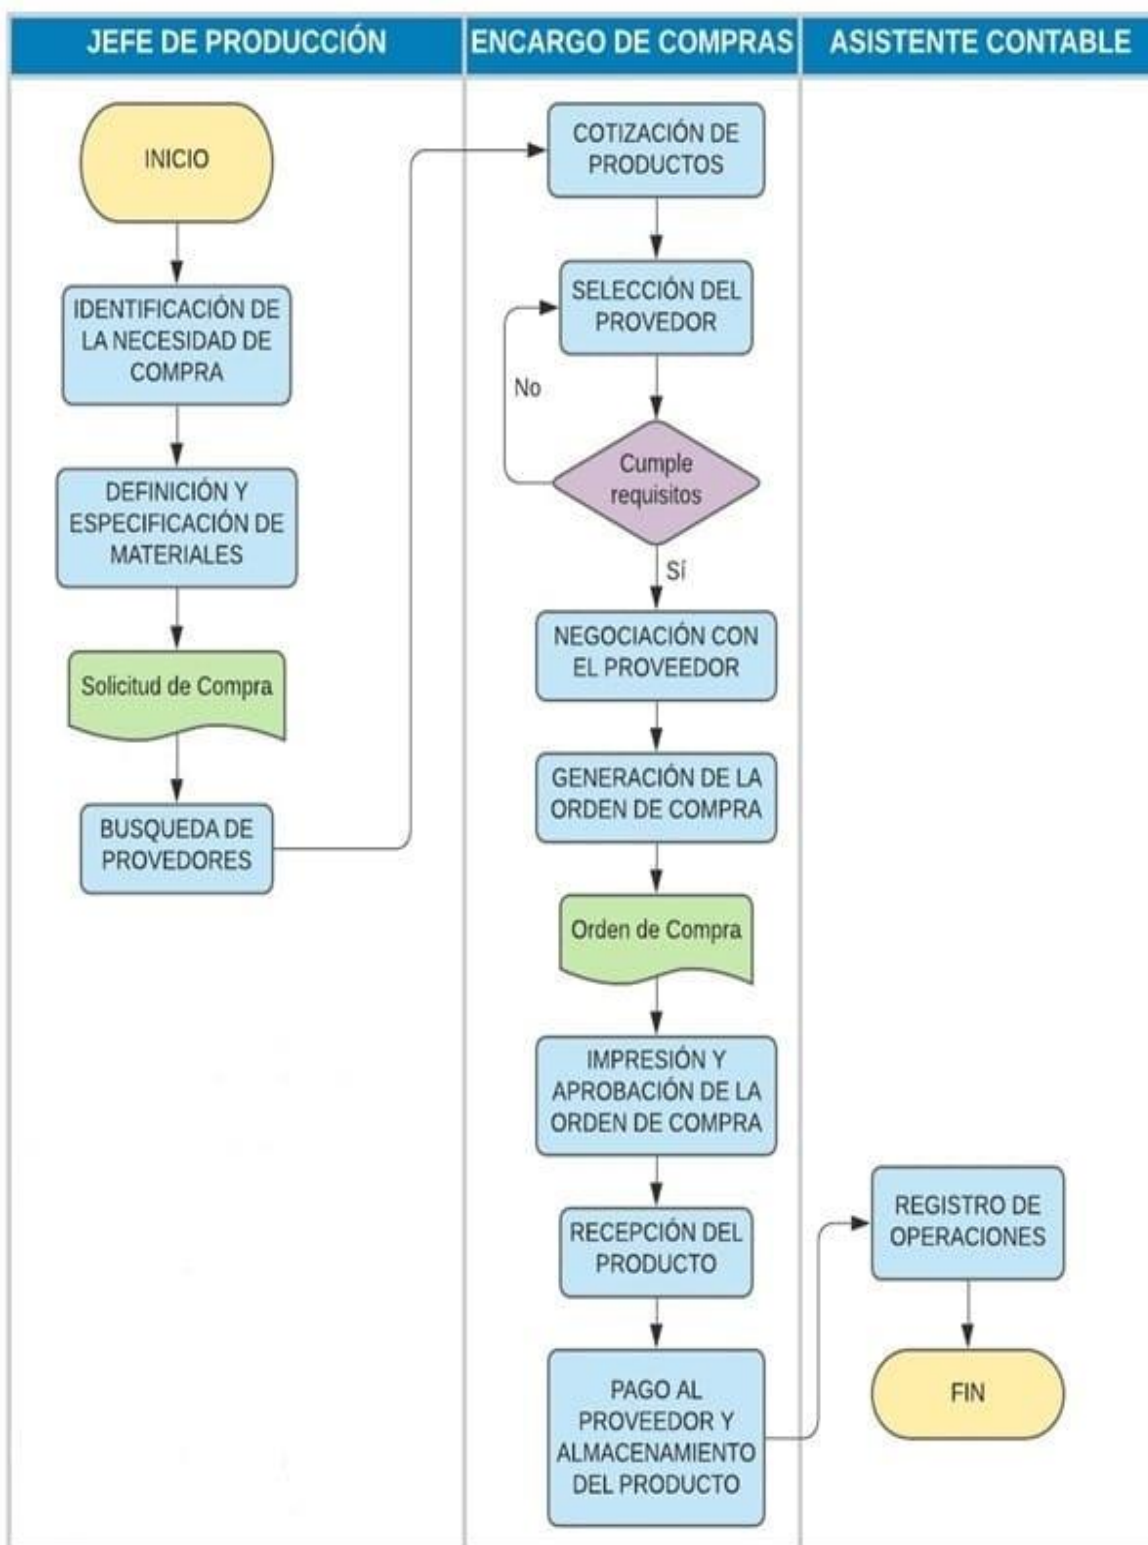 JEFE DE PRODUCCIÓN
ENCARGO DE COMPRAS
ASISTENTE CONTABLE
INICIO
IDENTIFICACIÓN DE
LA NECESIDAD DE
COMPRA
DEFINICIÓN Y
ESPECIFICACIÓN DE
MATERIALES
Solicitud de Compra
BUSQUEDA DE
PROVEDORES
COTIZACIÓN DE
PRODUCTOS
SELECCIÓN DEL
PROVEDOR
No
Cumple
requisitos
Sí
NEGOCIACIÓN CON
EL PROVEEDOR
GENERACIÓN DE LA
ORDEN DE COMPRA
Orden de Compra
IMPRESIÓN Y
APROBACIÓN DE LA
ORDEN DE COMPRA
RECEPCIÓN DEL
PRODUCTO
PAGO AL
PROVEEDOR Y
ALMACENAMIENTO
DEL PRODUCTO
REGISTRO DE
OPERACIONES
FIN